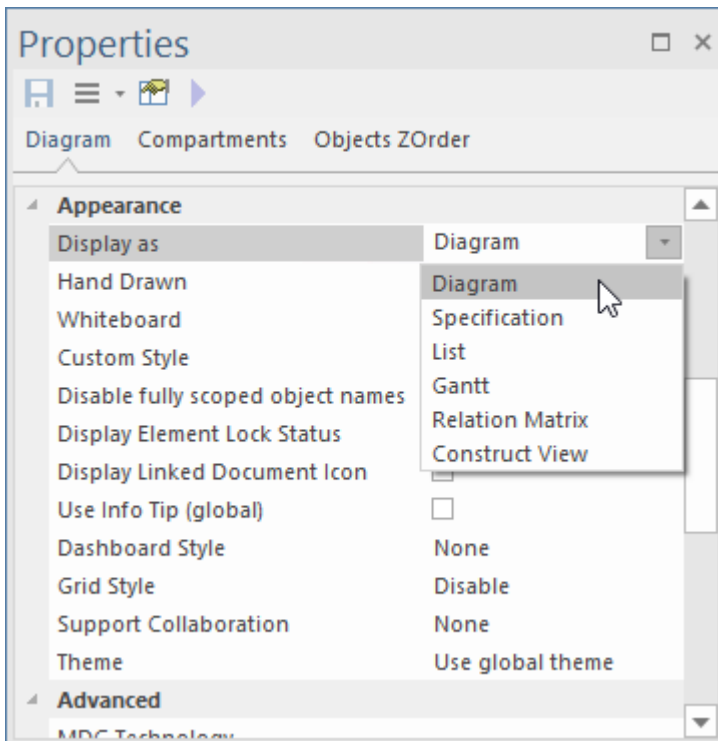 Properties
Diagram Compartments Objects ZOrder
Appearance
Display as Diagram
Hand Drawn Diagram
Whiteboard Specification
Custom Style List
Disable fully scoped object names Gantt
Display Element Lock Status Relation Matrix
Display Linked Document Icon Construct View
Use Info Tip (global)
Dashboard Style None
Grid Style Disable
Support Collaboration None
Theme Use global theme
Advanced
MDG Technology